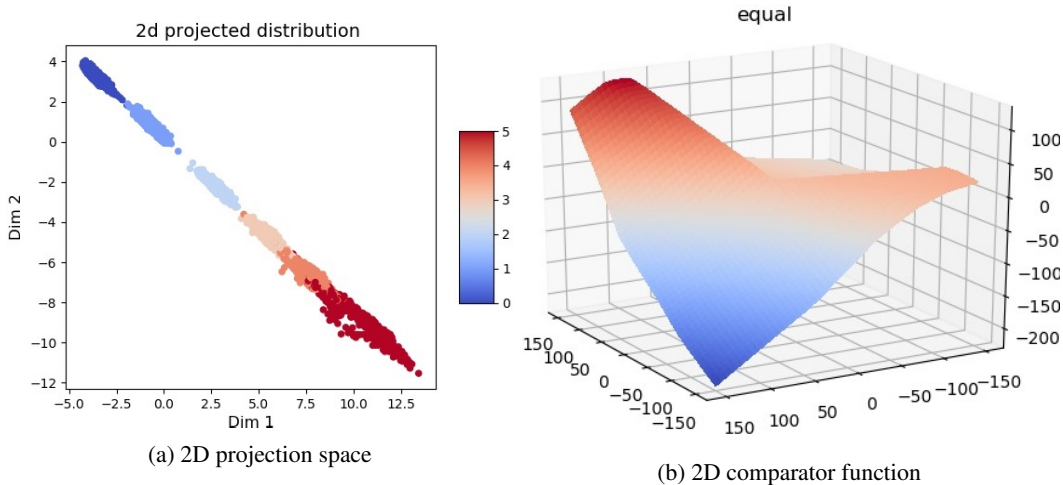 2d projected distribution
4
2
0
−2
−4
−6
−8
−10
−12
Dim 2
−5.0 −2.5 0.0 2.5 5.0 7.5 10.0 12.5
Dim 1
5
4
3
2
1
0
(a) 2D projection space
equal
100
50
0
−50
−100
−150
−200
150 100 50 0 −50 −100 −150
150 100 50 0 −50 −100 −150
(b) 2D comparator function